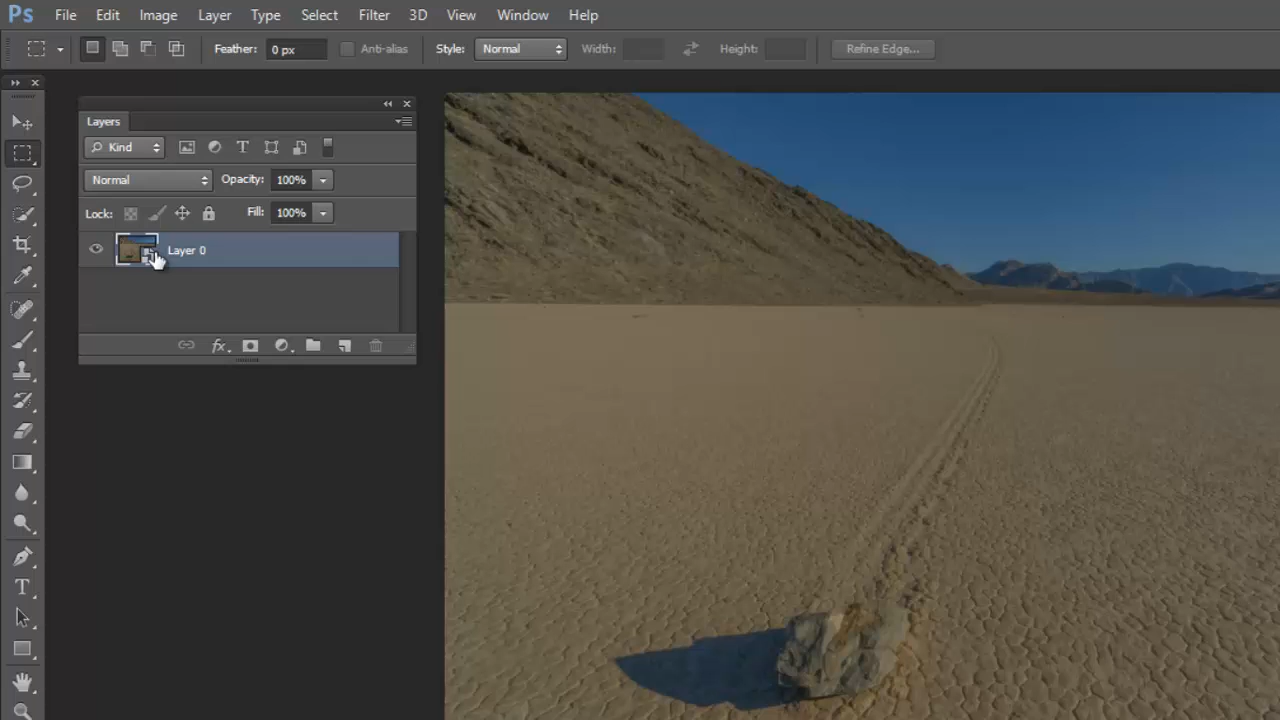 Ps File Edit Image Layer Type Select Filter 3D View Window Help
Feather: 0 px Anti-alias Style: Normal Width: Height: Refine Edge...
Layers
Kind
Normal Opacity: 100%
Lock: Fill: 100%
Layer 0
fx
T